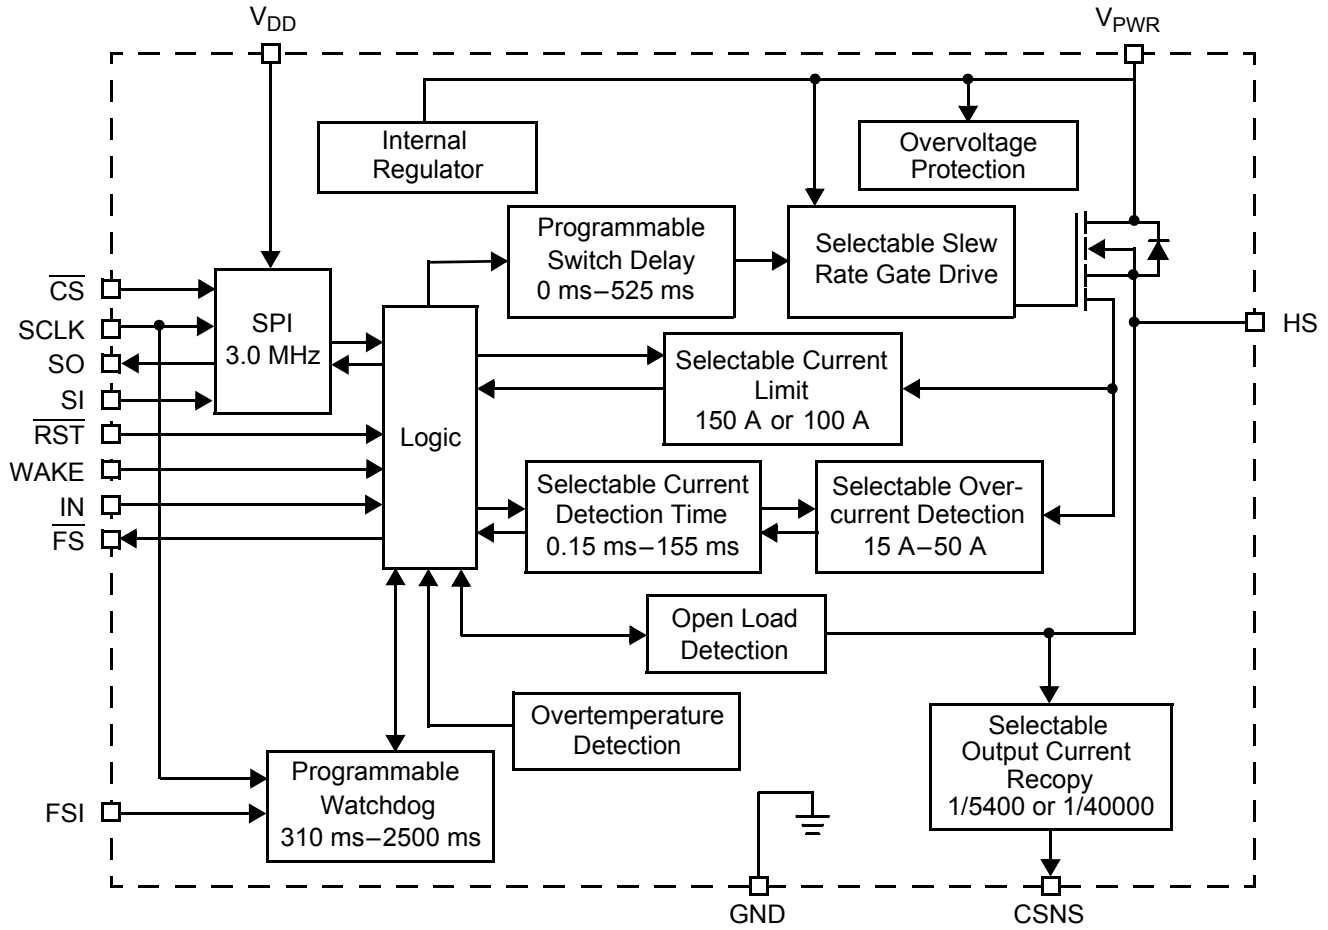 VDD
VPWR
Internal
Regulator
Overvoltage
Protection
Programmable
Switch Delay
0 ms–525 ms
Selectable Slew
Rate Gate Drive
CS
SCLK
SO
SI
RST
WAKE
IN
FS
SPI
3.0 MHz
HS
Selectable Current
Limit
150 A or 100 A
Logic
Selectable Current
Detection Time
0.15 ms–155 ms
Selectable Over-
current Detection
15 A–50 A
Open Load
Detection
Overtemperature
Detection
Selectable
Output Current
Recopy
1/5400 or 1/40000
Programmable
Watchdog
310 ms–2500 ms
FSI
GND
CSNS